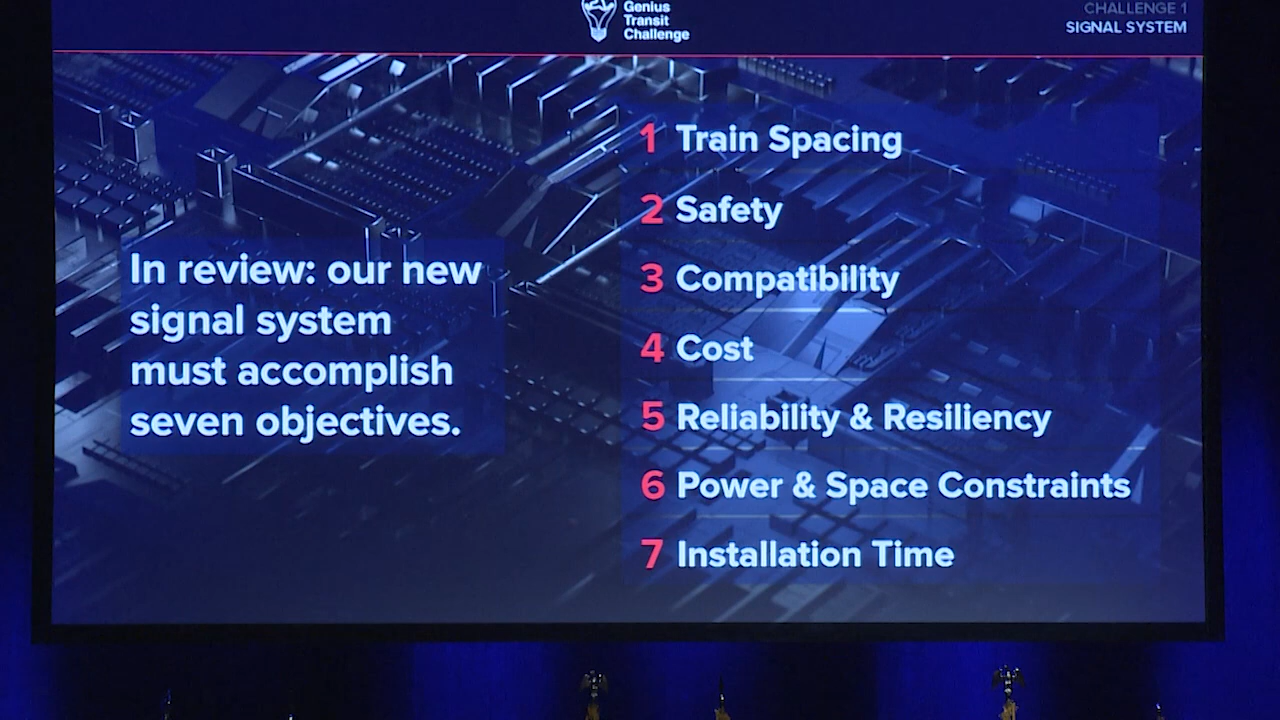 Genius
Transit
Challenge
CHALLENGE 1
SIGNAL SYSTEM
In review: our new
signal system
must accomplish
seven objectives.
1 Train Spacing
2 Safety
3 Compatibility
4 Cost
5 Reliability & Resiliency
6 Power & Space Constraints
7 Installation Time